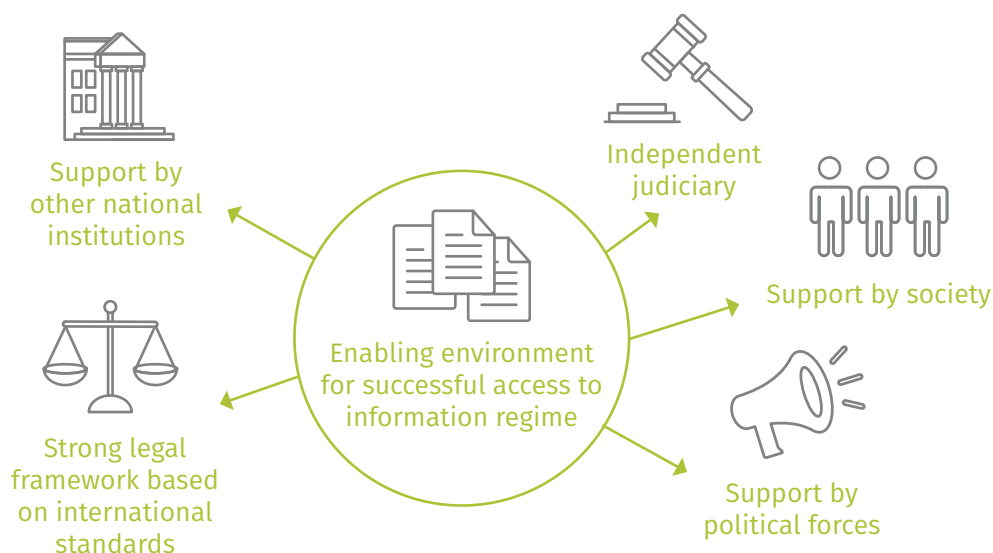 Support by
other national
institutions
Independent
judiciary
Support by society
Enabling environment
for successful access to
information regime
Strong legal
framework based
on international
standards
Support by
political forces